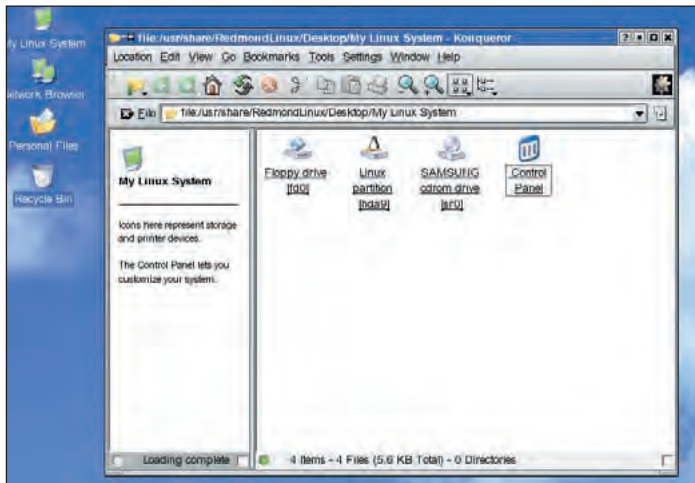 My Linux System
Network Browser
Personal Files
Recycle Bin
file:/usr/share/RedmondLinux/Desktop/My Linux System - Konqueror
Location Edit View Go Bookmarks Tools Settings Window Help
file:/usr/share/RedmondLinux/Desktop/My Linux System
My Linux System
Icons here represent storage
and printer devices.
The Control Panel lets you
customize your system.
Floppy drive
[fd0]
Linux
partition
[hda9]
SAMSUNG
cdrom drive
[sr0]
Control
Panel
Loading complete
4 Items - 4 Files (5.6 KB Total) - 0 Directories